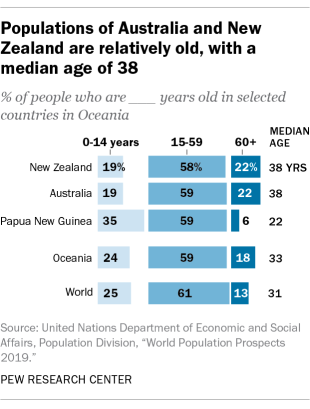 Populations of Australia and New
Zealand are relatively old, with a
median age of 38
% of people who are ___ years old in selected
countries in Oceania
0-14 years 15-59 60+ MEDIAN AGE
New Zealand 19% 58% 22% 38 YRS
Australia 19 59 22 38
Papua New Guinea 35 59 6 22
Oceania 24 59 18 33
World 25 61 13 31
Source: United Nations Department of Economic and Social
Affairs, Population Division, “World Population Prospects
2019.”
PEW RESEARCH CENTER